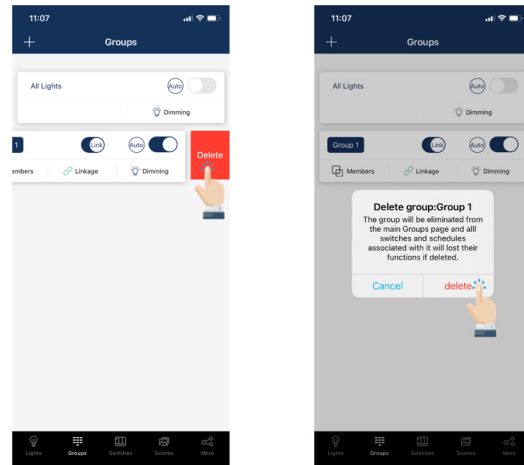 11:07
Groups
All Lights
Auto
Dimming
1
Link
Auto
Delete
embers
Linkage
Dimming
Lights
Groups
Switches
Scenes
More
11:07
Groups
All Lights
Auto
Dimming
Group 1
Link
Auto
Members
Linkage
Dimming
Delete group:Group 1
The group will be eliminated from
the main Groups page and alll
switches and schedules
associated with it will lost their
functions if deleted.
Cancel
delete
Lights
Groups
Switches
Scenes
More